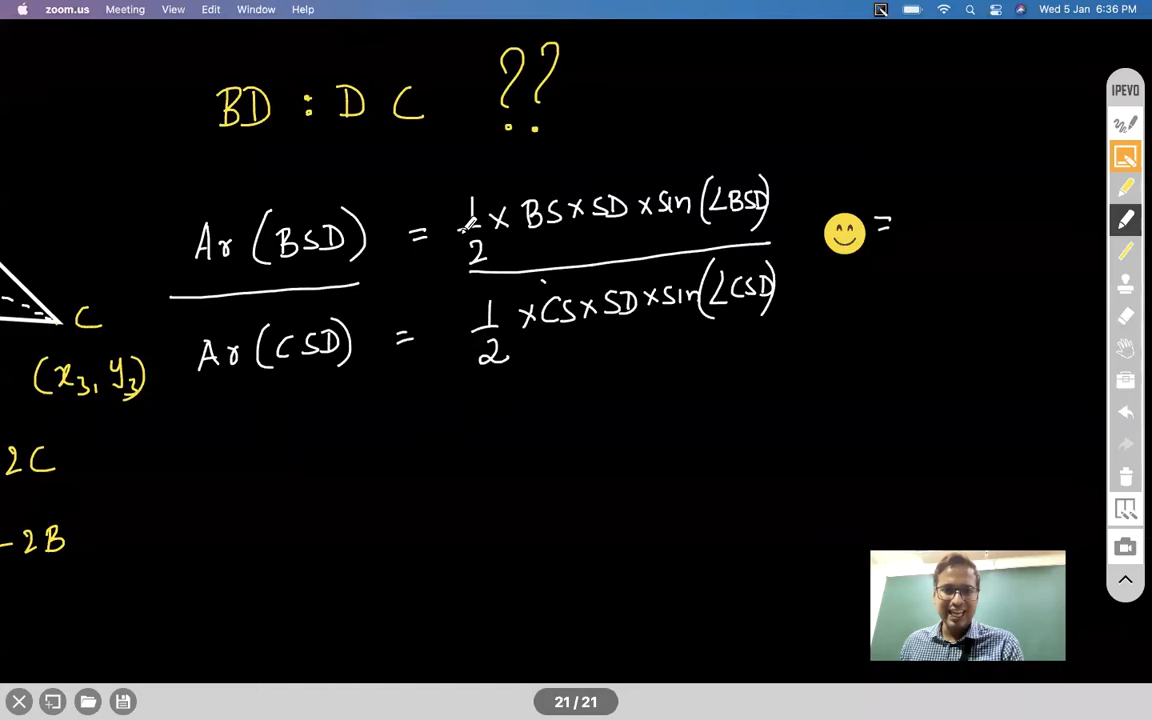 zoom.us Meeting View Edit Window Help Wed 5 Jan 6:36 PM
IPEVO
BD : DC ??
Ar (BSD) = 1/2 × BS × SD × sin (∠BSD) =
Ar (CSD) = 1/2 × CS × SD × sin (∠CSD)
C
(x₃, y₃)
2C
- 2B
21 / 21